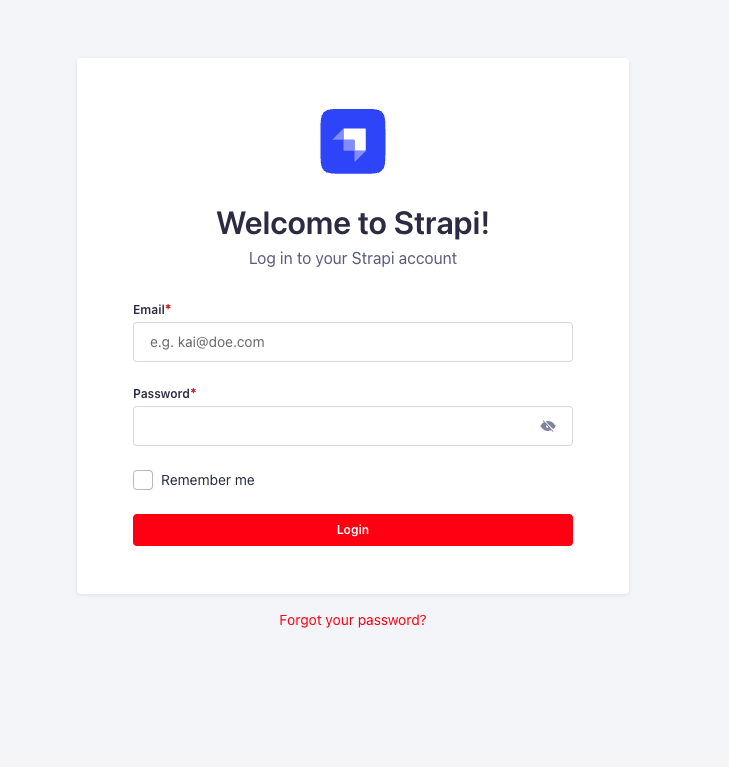 Welcome to Strapi!
Log in to your Strapi account
Email*
e.g. kai@doe.com
Password*
Remember me
Login
Forgot your password?